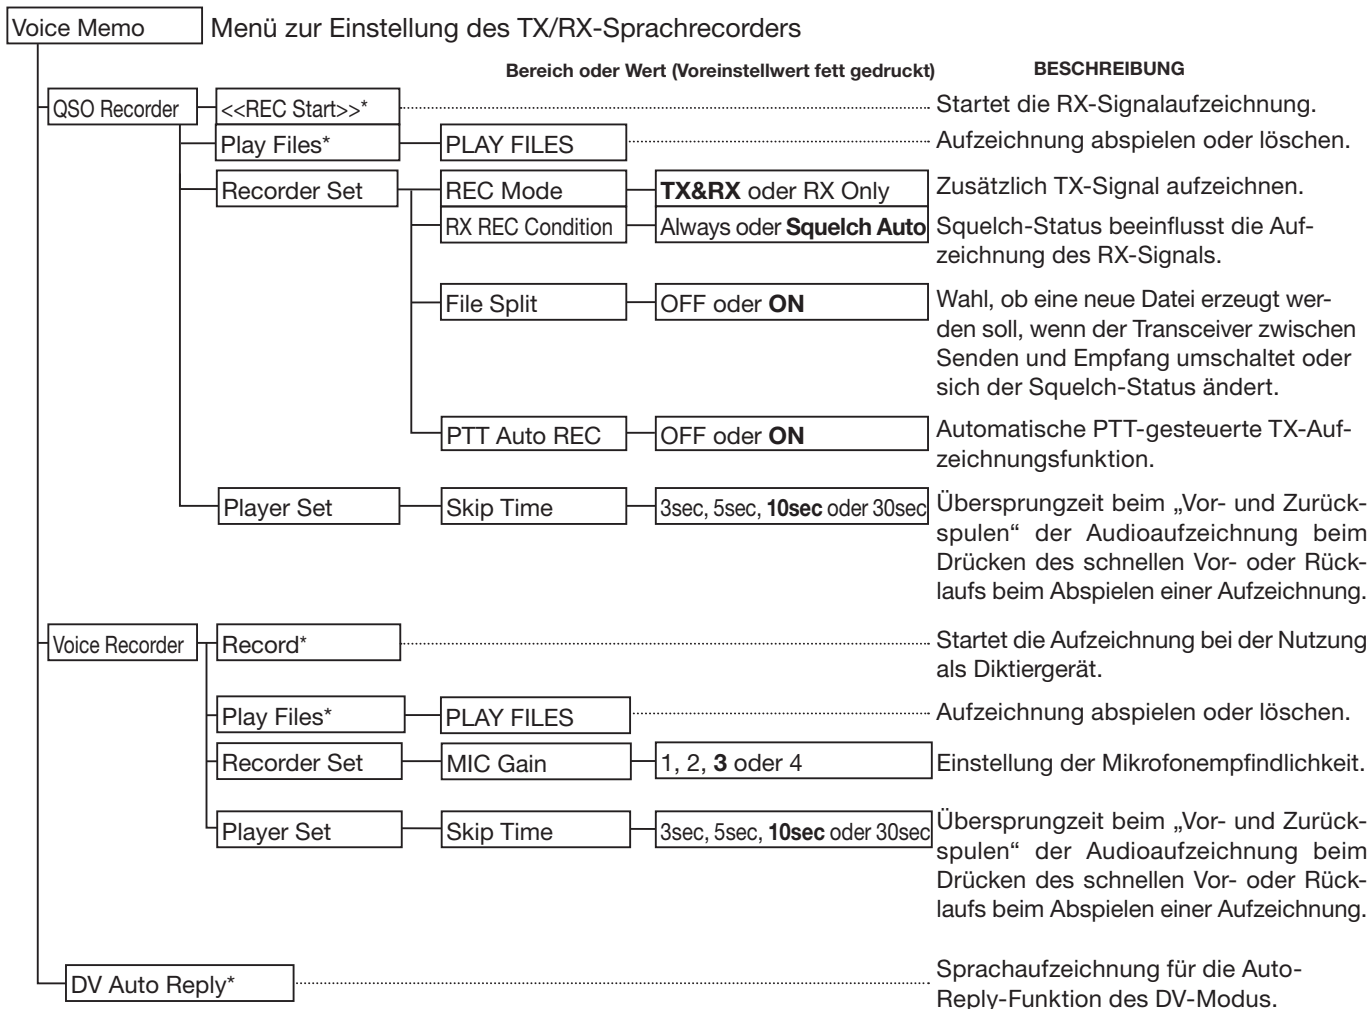 Voice Memo Menü zur Einstellung des TX/RX-Sprachrecorders
Bereich oder Wert (Voreinstellwert fett gedruckt) BESCHREIBUNG
QSO Recorder <<REC Start>>* Startet die RX-Signalaufzeichnung.
Play Files* PLAY FILES Aufzeichnung abspielen oder löschen.
Recorder Set REC Mode TX&RX oder RX Only Zusätzlich TX-Signal aufzeichnen.
RX REC Condition Always oder Squelch Auto Squelch-Status beeinflusst die Auf-
zeichnung des RX-Signals.
File Split OFF oder ON Wahl, ob eine neue Datei erzeugt wer-
den soll, wenn der Transceiver zwischen
Senden und Empfang umschaltet oder
sich der Squelch-Status ändert.
PTT Auto REC OFF oder ON Automatische PTT-gesteuerte TX-Auf-
zeichnungsfunktion.
Player Set Skip Time 3sec, 5sec, 10sec oder 30sec Übersprungzeit beim „Vor- und Zurück-
spulen“ der Audioaufzeichnung beim
Drücken des schnellen Vor- oder Rück-
laufs beim Abspielen einer Aufzeichnung.
Voice Recorder Record* Startet die Aufzeichnung bei der Nutzung
als Diktiergerät.
Play Files* PLAY FILES Aufzeichnung abspielen oder löschen.
Recorder Set MIC Gain 1, 2, 3 oder 4 Einstellung der Mikrofonempfindlichkeit.
Player Set Skip Time 3sec, 5sec, 10sec oder 30sec Übersprungzeit beim „Vor- und Zurück-
spulen“ der Audioaufzeichnung beim
Drücken des schnellen Vor- oder Rück-
laufs beim Abspielen einer Aufzeichnung.
DV Auto Reply* Sprachaufzeichnung für die Auto-
Reply-Funktion des DV-Modus.